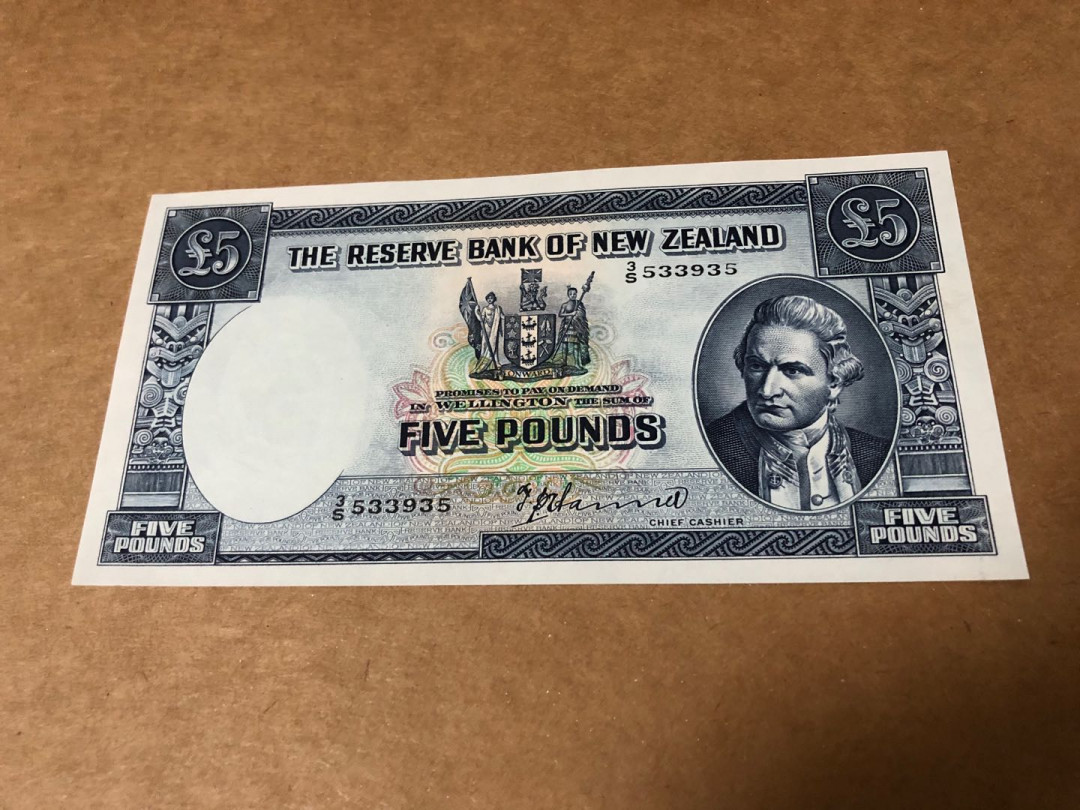 £5
£5
THE RESERVE BANK OF NEW ZEALAND
3/S 533935
ONWARD
PROMISES TO PAY ON DEMAND
IN WELLINGTON THE SUM OF
FIVE POUNDS
3/S 533935
CHIEF CASHIER
FIVE
POUNDS
FIVE
POUNDS